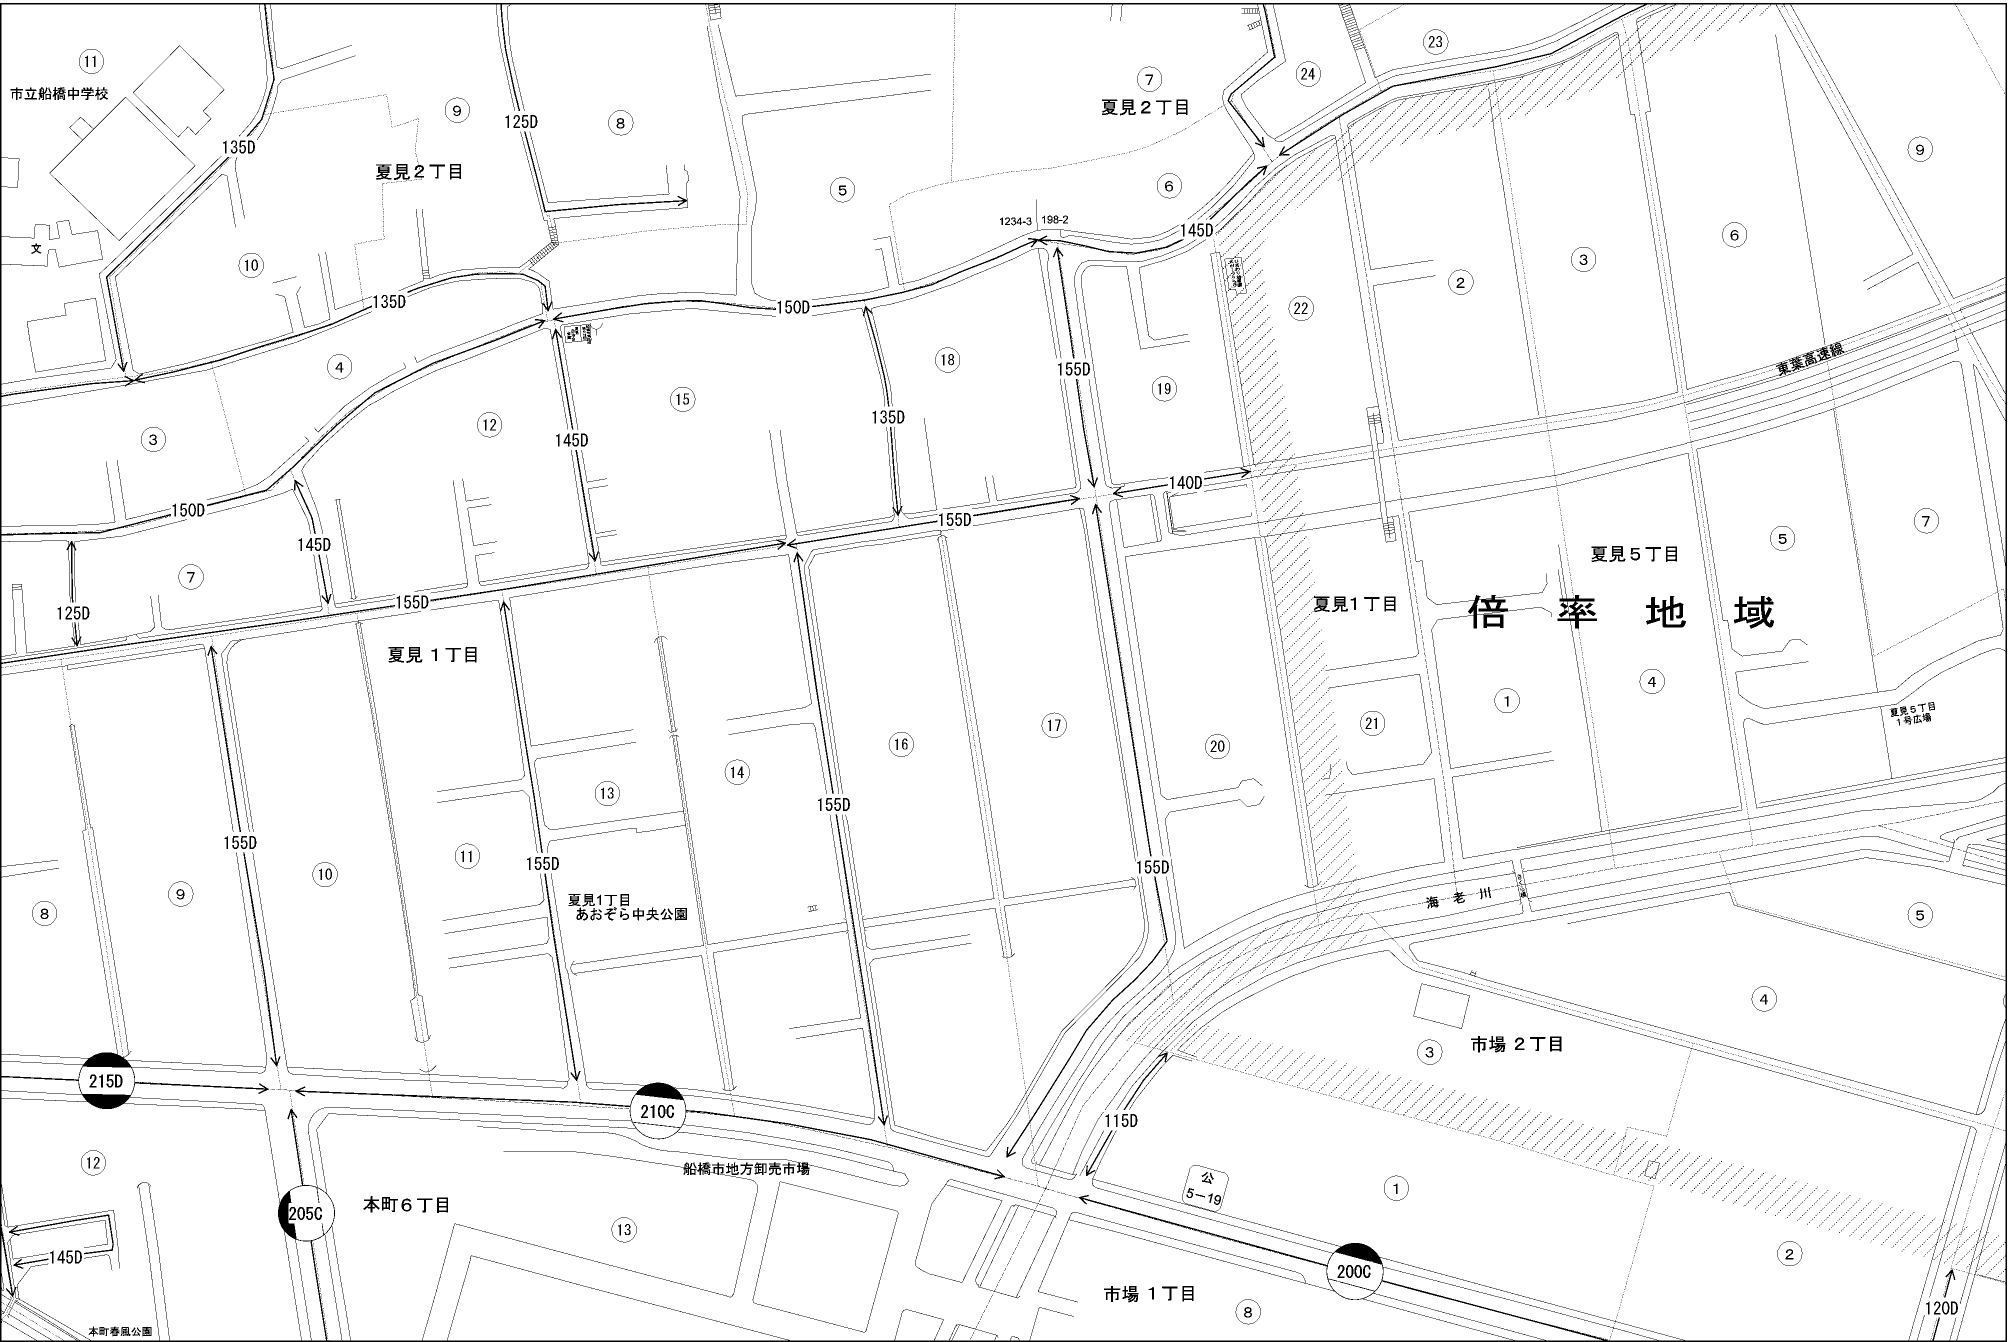 ⑪
市立船橋中学校
135D
⑨
125D
⑧
夏見２丁目
⑤
⑦
夏見２丁目
㉔
㉓
⑨
⑥
1234-3
198-2
145D
⑩
文
135D
150D
④
⑱
155D
⑲
㉒
②
③
⑥
東葉高速線
③
⑫
⑮
145D
135D
150D
145D
⑦
125D
155D
155D
140D
夏見１丁目
夏見１丁目
夏見５丁目
倍率地域
⑤
⑦
夏見５丁目
１号広場
①
④
㉑
⑳
⑰
⑯
⑭
⑬
155D
155D
155D
155D
⑪
⑩
⑨
⑧
夏見1丁目
あおぞら中央公園
海老川
⑤
④
③
市場２丁目
215D
210C
115D
⑫
205C
本町６丁目
船橋市地方卸売市場
⑬
公
5－19
①
②
145D
200C
市場１丁目
⑧
120D
本町春風公園